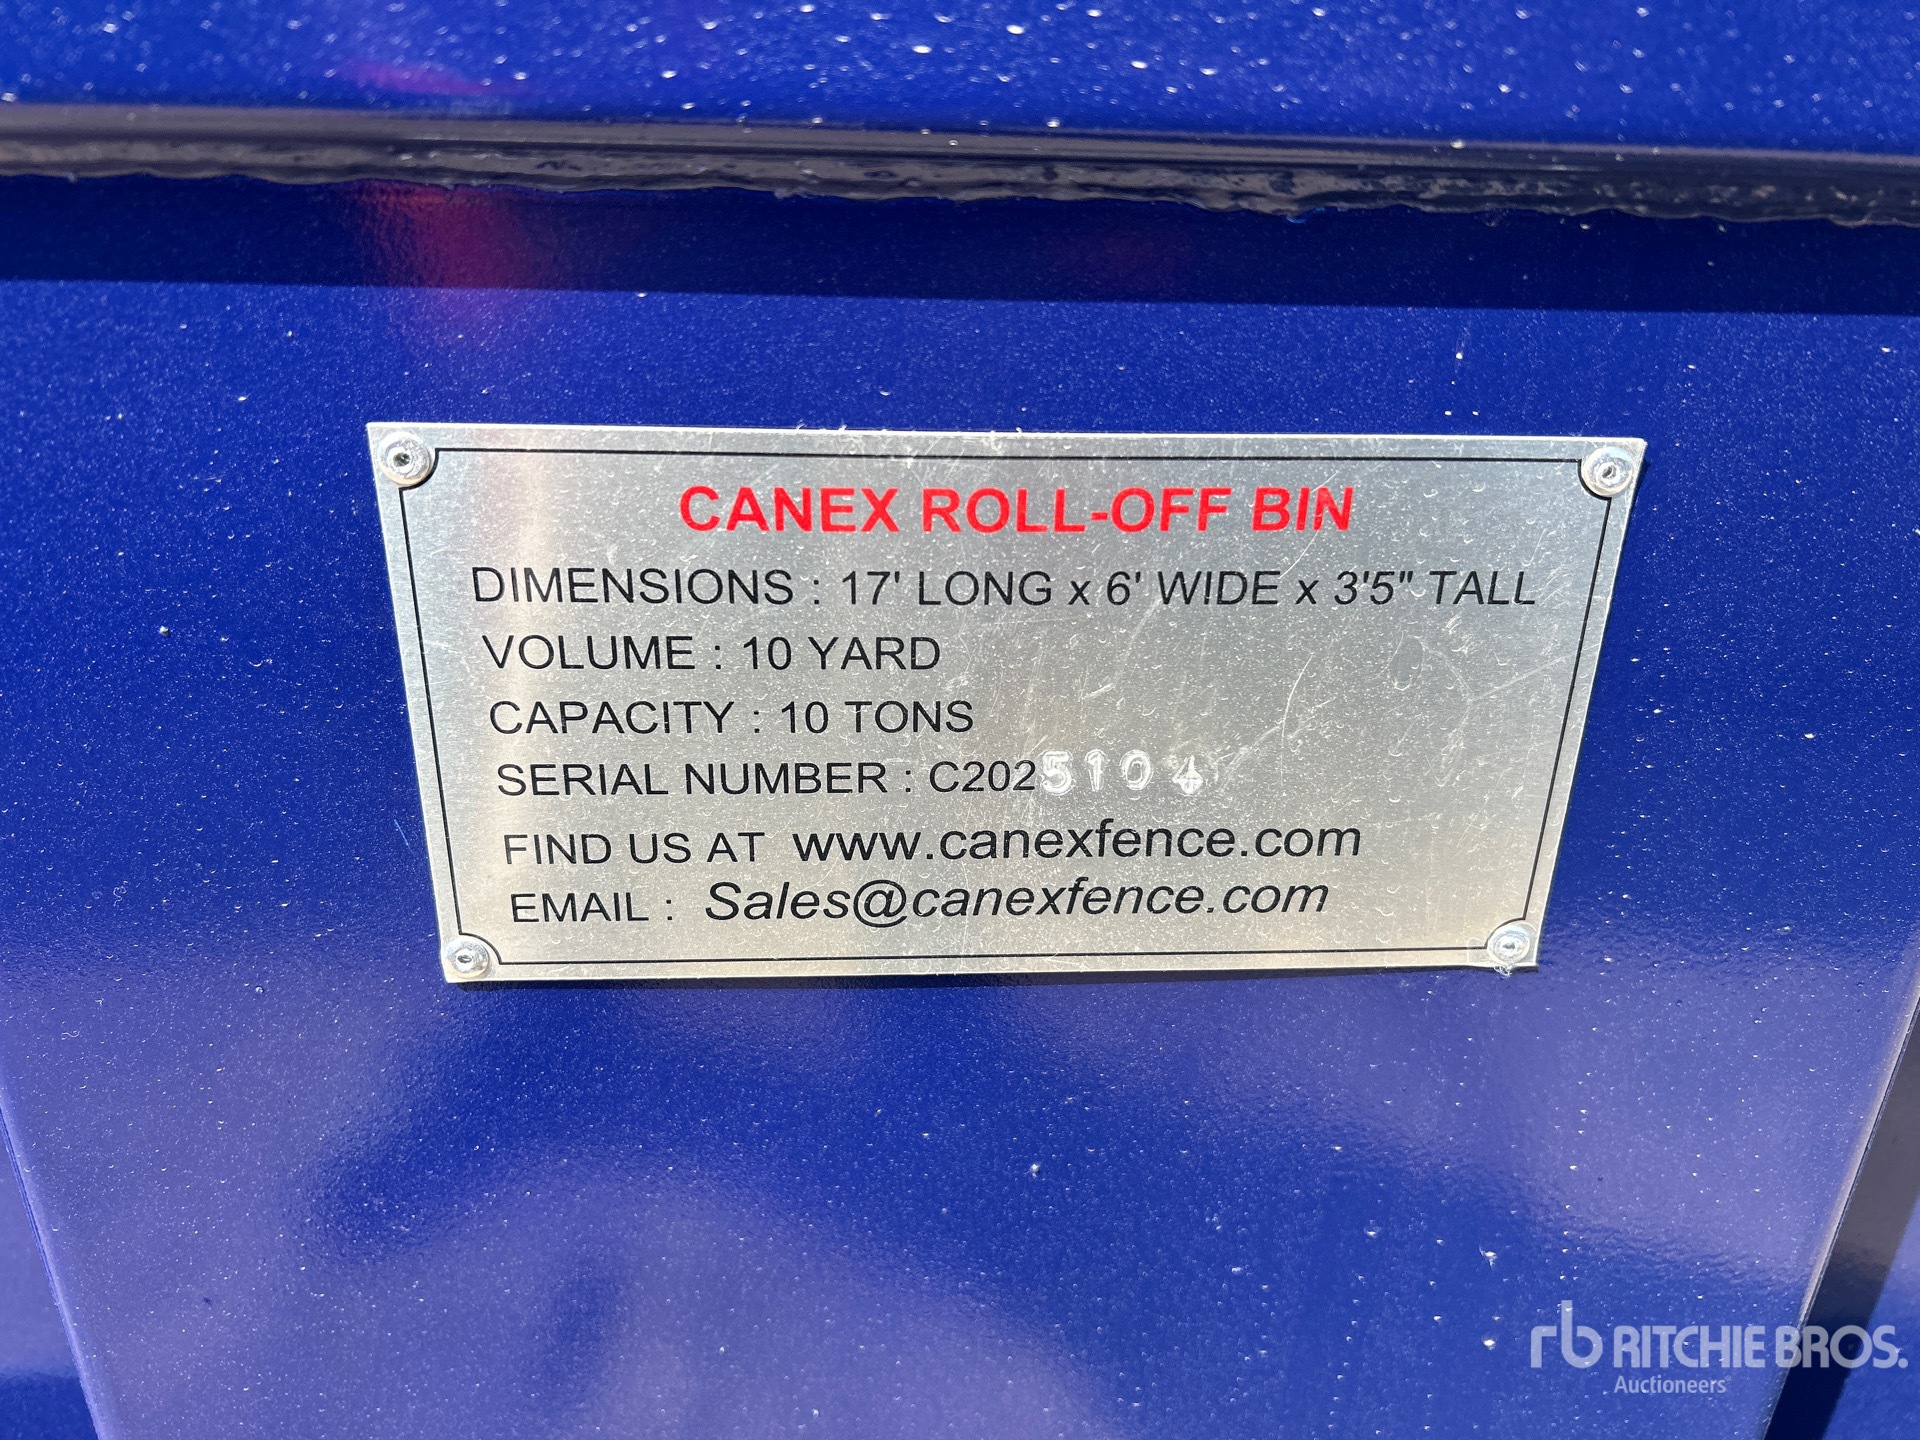 CANEX ROLL-OFF BIN
DIMENSIONS : 17' LONG x 6' WIDE x 3'5" TALL
VOLUME : 10 YARD
CAPACITY : 10 TONS
SERIAL NUMBER : C2025104
FIND US AT www.canexfence.com
EMAIL : Sales@canexfence.com
rb RITCHIE BROS.
Auctioneers